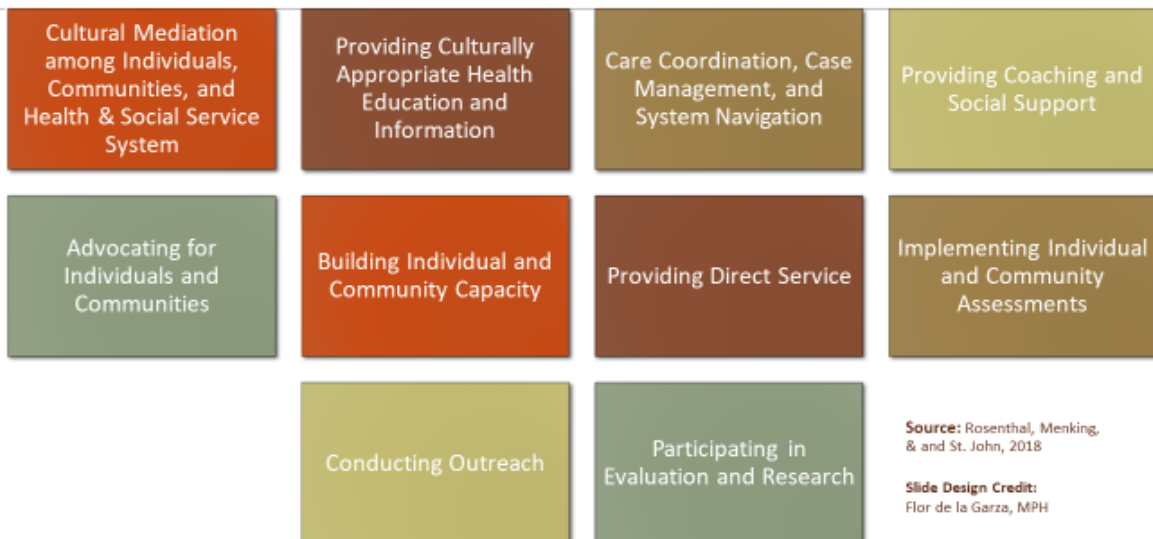 Cultural Mediation
among Individuals,
Communities, and
Health & Social Service
System
Providing Culturally
Appropriate Health
Education and
Information
Care Coordination, Case
Management, and
System Navigation
Providing Coaching and
Social Support
Advocating for
Individuals and
Communities
Building Individual and
Community Capacity
Providing Direct Service
Implementing Individual
and Community
Assessments
Conducting Outreach
Participating in
Evaluation and Research
Source: Rosenthal, Menking,
& and St. John, 2018
Slide Design Credit:
Flor de la Garza, MPH